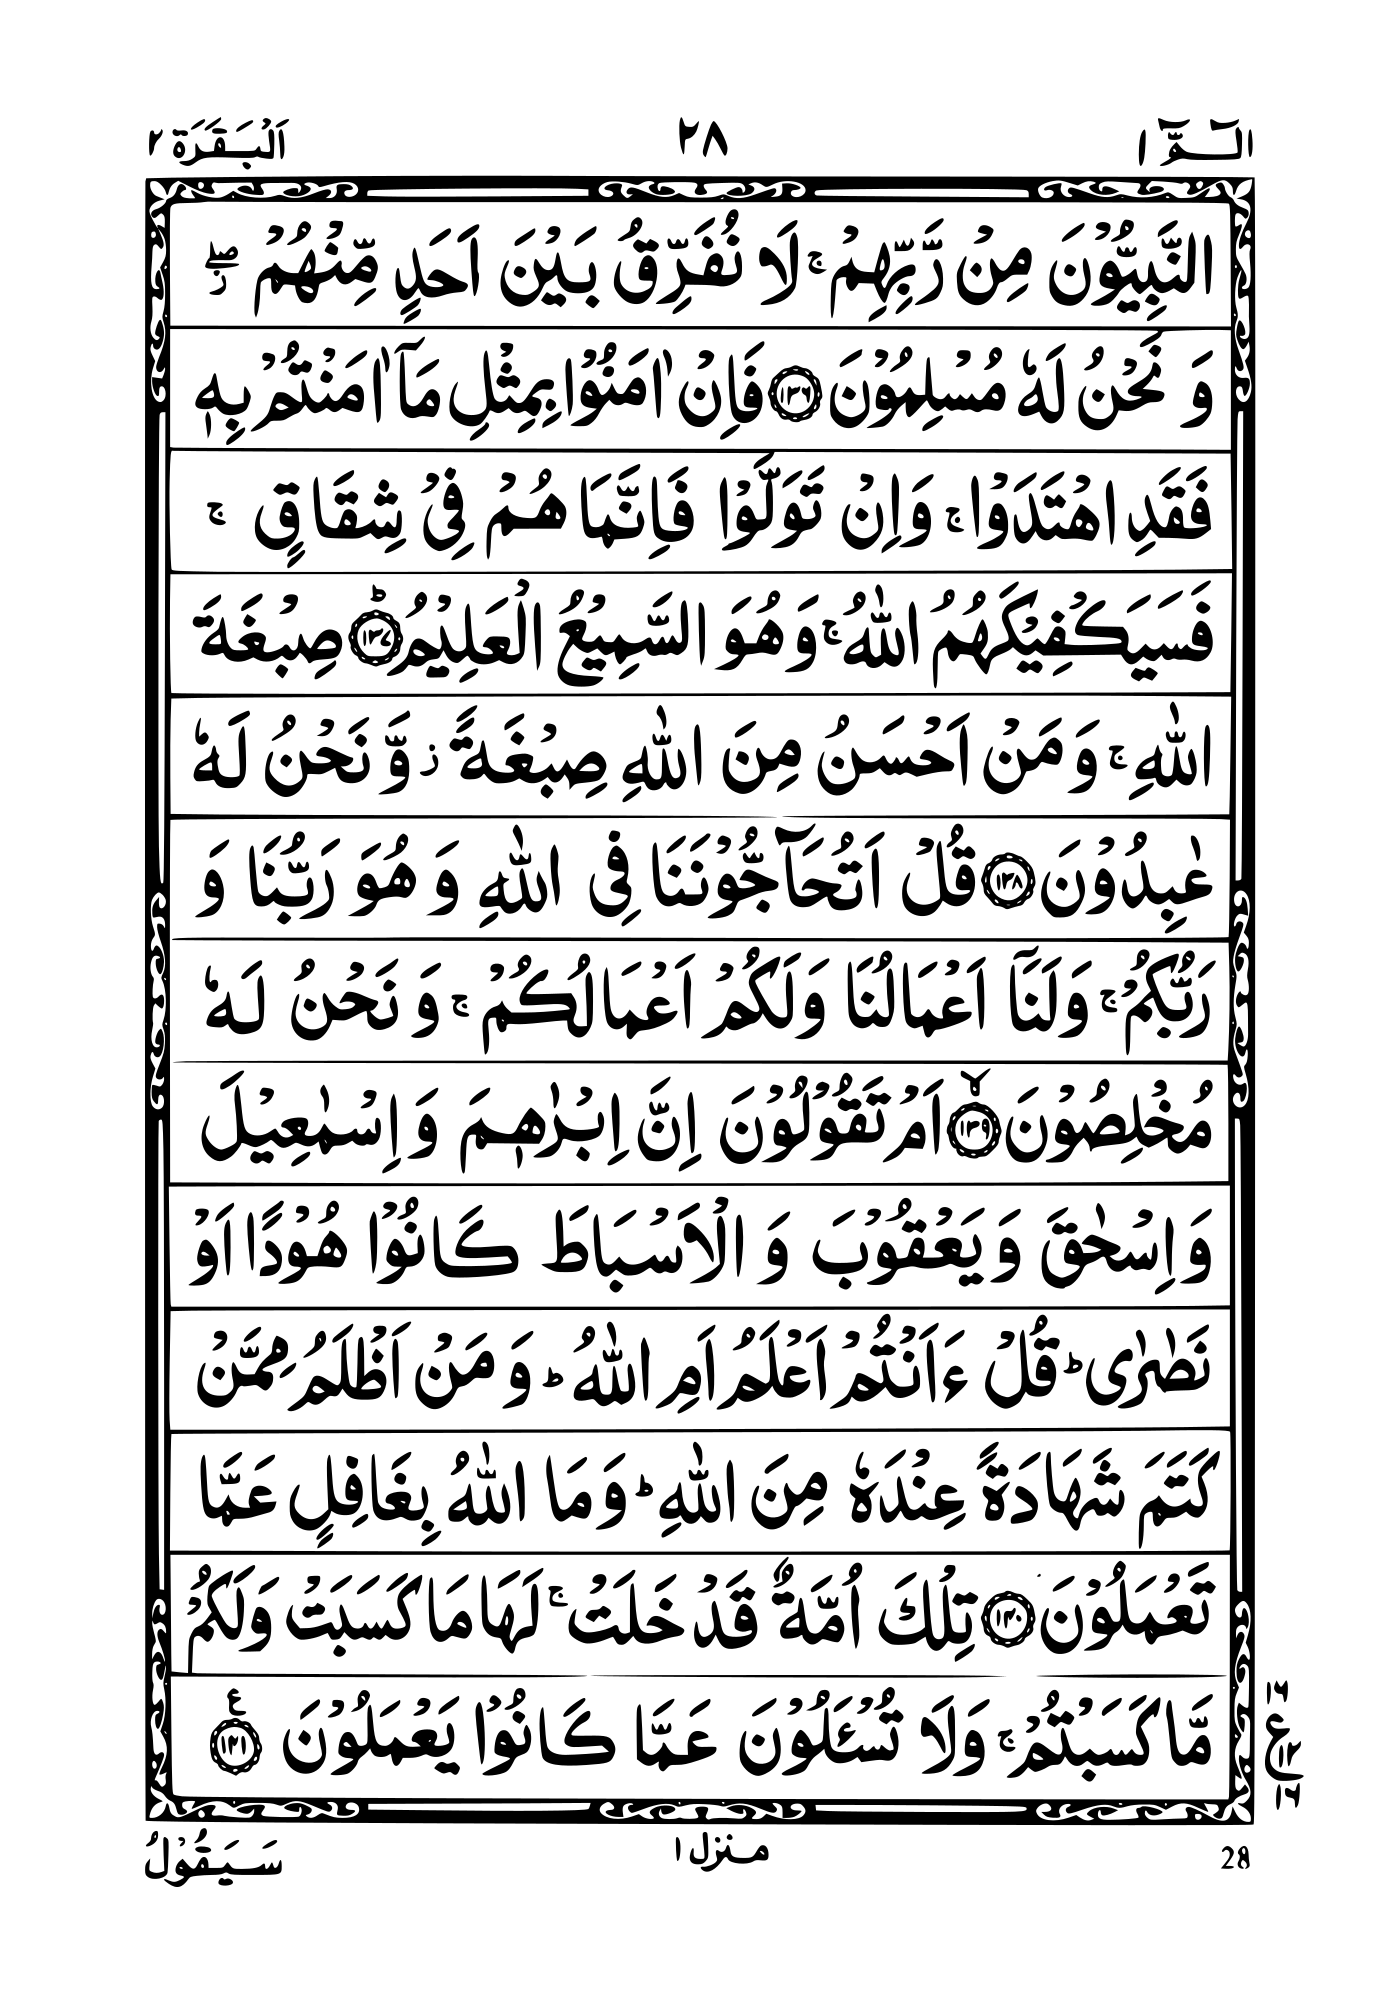 الٓمّٓ ١
٢٨
اَلْبَقَرَة ٢
النَّبِيُّوْنَ مِنْ رَّبِّهِمْ ۚ لَا نُفَرِّقُ بَيْنَ اَحَدٍ مِّنْهُمْ ۖ ز
وَ نَحْنُ لَهٗ مُسْلِمُوْنَ ﴿١٣٦﴾ فَاِنْ اٰمَنُوْا بِمِثْلِ مَاۤ اٰمَنْتُمْ بِهٖ
فَقَدِ اهْتَدَوْا ۚ وَاِنْ تَوَلَّوْا فَاِنَّمَا هُمْ فِيْ شِقَاقٍ ۚ
فَسَيَكْفِيْكَهُمُ اللّٰهُ ۚ وَهُوَ السَّمِيْعُ الْعَلِيْمُ ﴿١٣٧﴾ؕ صِبْغَةَ
اللّٰهِ ۚ وَمَنْ اَحْسَنُ مِنَ اللّٰهِ صِبْغَةً ز وَّ نَحْنُ لَهٗ
عٰبِدُوْنَ ﴿١٣٨﴾ قُلْ اَتُحَآجُّوْنَنَا فِى اللّٰهِ وَ هُوَ رَبُّنَا وَ
رَبُّكُمْ ۚ وَلَنَاۤ اَعْمَالُنَا وَلَكُمْ اَعْمَالُكُمْ ۚ وَ نَحْنُ لَهٗ
مُخْلِصُوْنَ ﴿١٣٩﴾ۙ اَمْ تَقُوْلُوْنَ اِنَّ اِبْرٰهٖمَ وَ اِسْمٰعِيْلَ
وَ اِسْحٰقَ وَ يَعْقُوْبَ وَ الْاَسْبَاطَ كَانُوْا هُوْدًا اَوْ
نَصٰرٰى ؕ قُلْ ءَاَنْتُمْ اَعْلَمُ اَمِ اللّٰهُ ؕ وَ مَنْ اَظْلَمُ مِمَّنْ
كَتَمَ شَهَادَةً عِنْدَهٗ مِنَ اللّٰهِ ؕ وَمَا اللّٰهُ بِغَافِلٍ عَمَّا
تَعْمَلُوْنَ ﴿١٤٠﴾ تِلْكَ اُمَّةٌ قَدْ خَلَتْ ۚ لَهَا مَا كَسَبَتْ وَلَكُمْ
مَّا كَسَبْتُمْ ۚ وَلَا تُسْـَٔلُوْنَ عَمَّا كَانُوْا يَعْمَلُوْنَ ﴿١٤١﴾ ع
١٦
ع ١٢
١٦
سَيَقُوْلُ
منزل ١
28